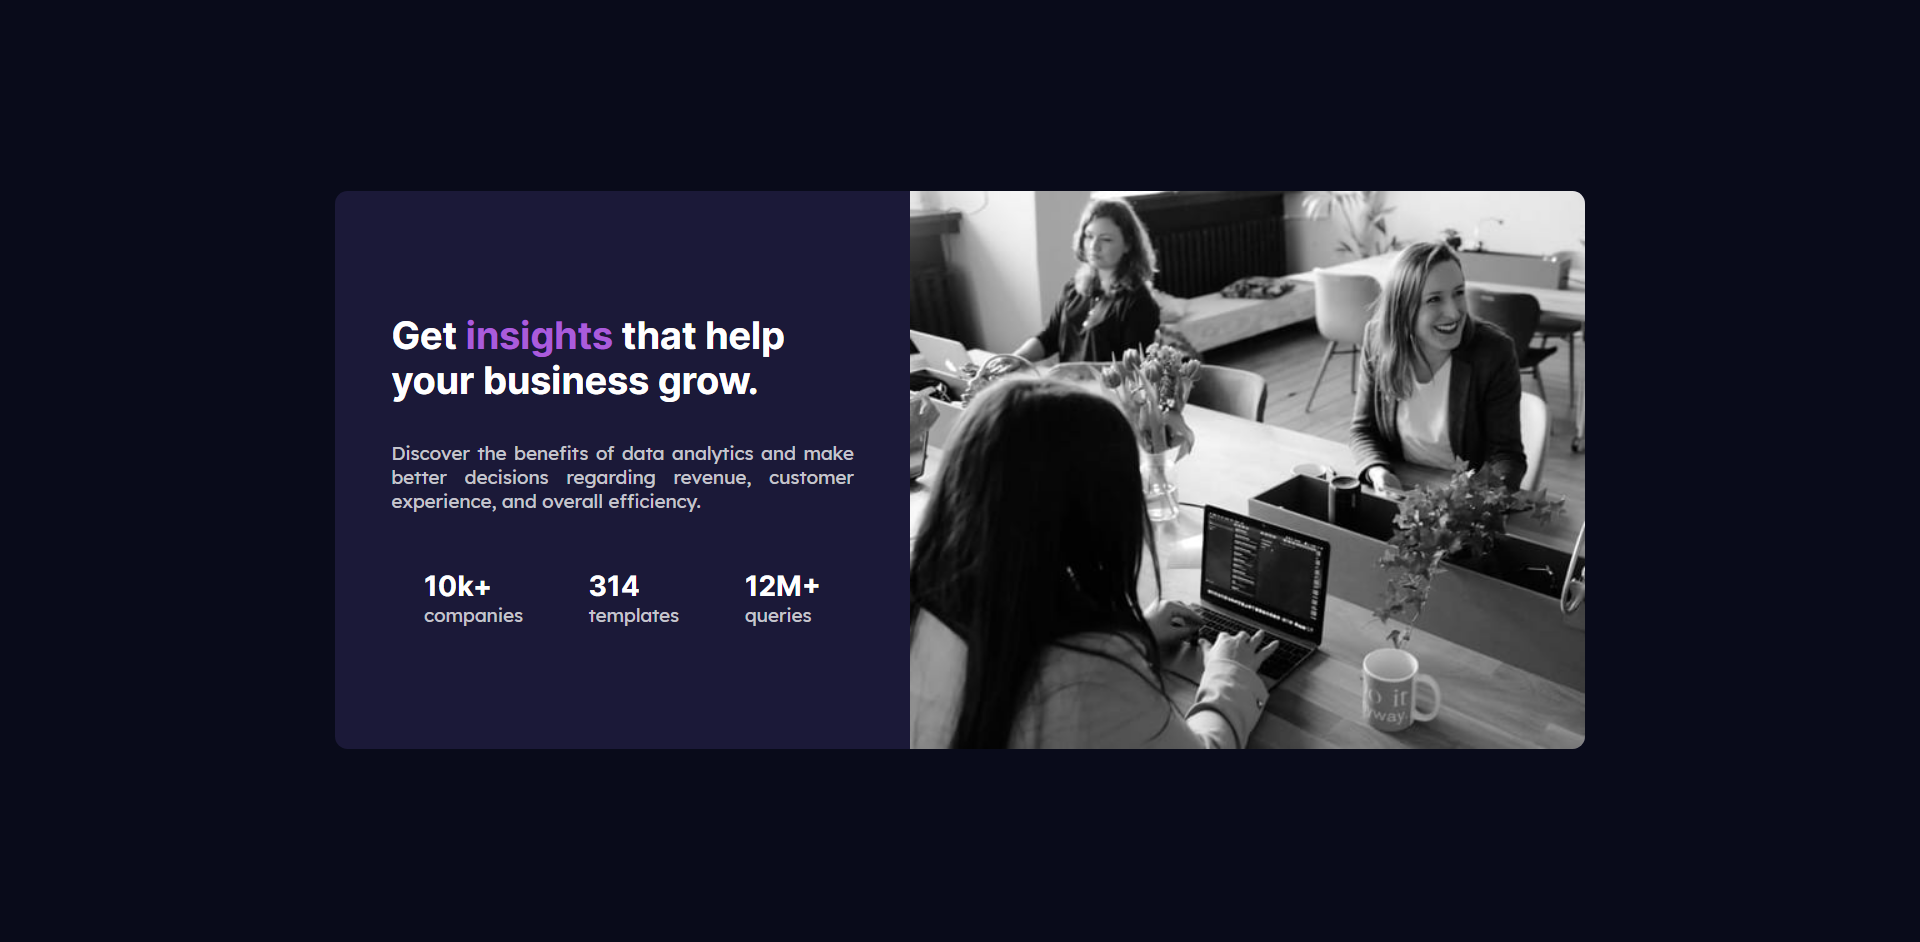 Get insights that help
your business grow.
Discover the benefits of data analytics and make
better decisions regarding revenue, customer
experience, and overall efficiency.
10k+ 314 12M+
companies templates queries
it
way